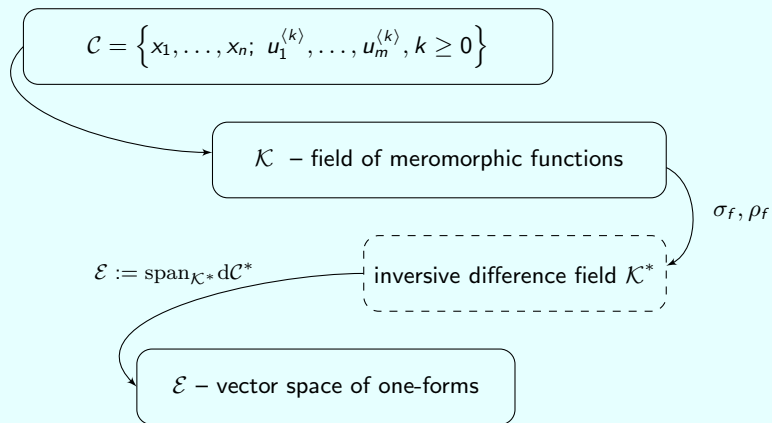 𝒞 = {x₁, …, xₙ; u₁⟨ᵏ⟩, …, uₘ⟨ᵏ⟩, k ≥ 0}
𝒦 – field of meromorphic functions
σ_f, ρ_f
ℰ := span_{𝒦*} d𝒞*
inversive difference field 𝒦*
ℰ – vector space of one-forms